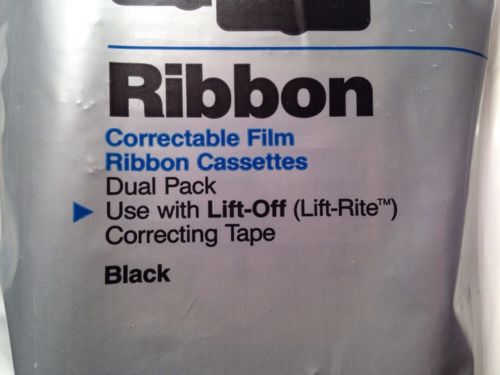 Ribbon
Correctable Film
Ribbon Cassettes
Dual Pack
Use with Lift-Off (Lift-Rite™)
Correcting Tape
Black